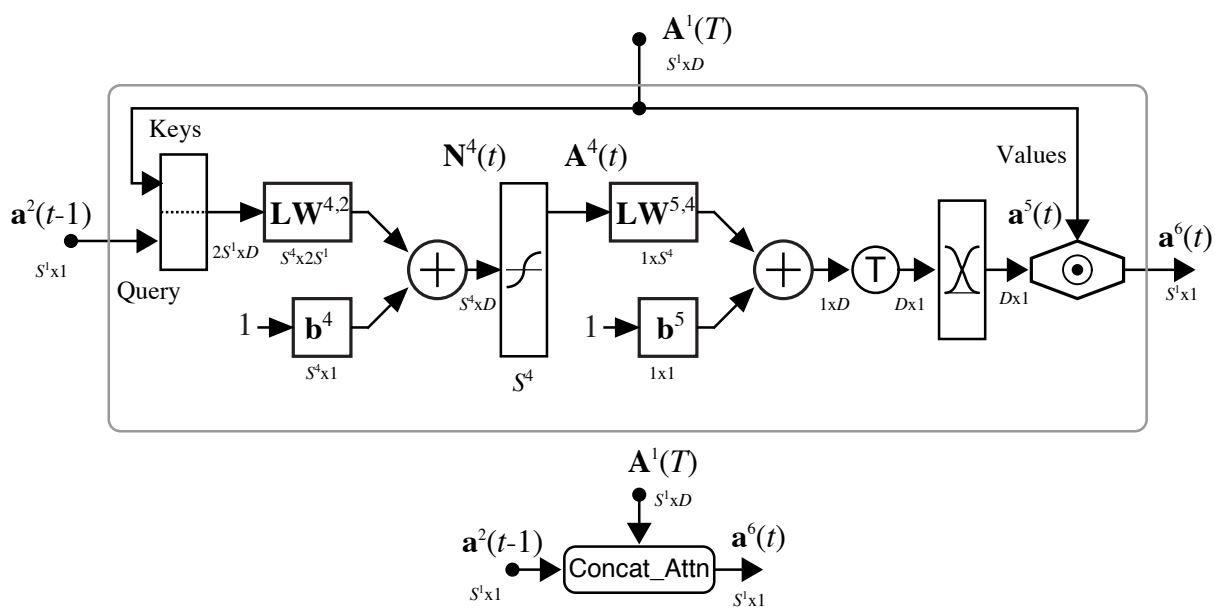 A¹(T)
S¹xD
Keys
N⁴(t)
A⁴(t)
Values
a²(t-1)
LW⁴,²
LW⁵,⁴
a⁵(t)
a⁶(t)
S¹x1
2S¹xD
S⁴x2S¹
1xS⁴
S¹x1
Query
S⁴xD
T
1xD
Dx1
Dx1
1
b⁴
1
b⁵
S⁴x1
S⁴
1x1
A¹(T)
S¹xD
a²(t-1)
a⁶(t)
Concat_Attn
S¹x1
S¹x1